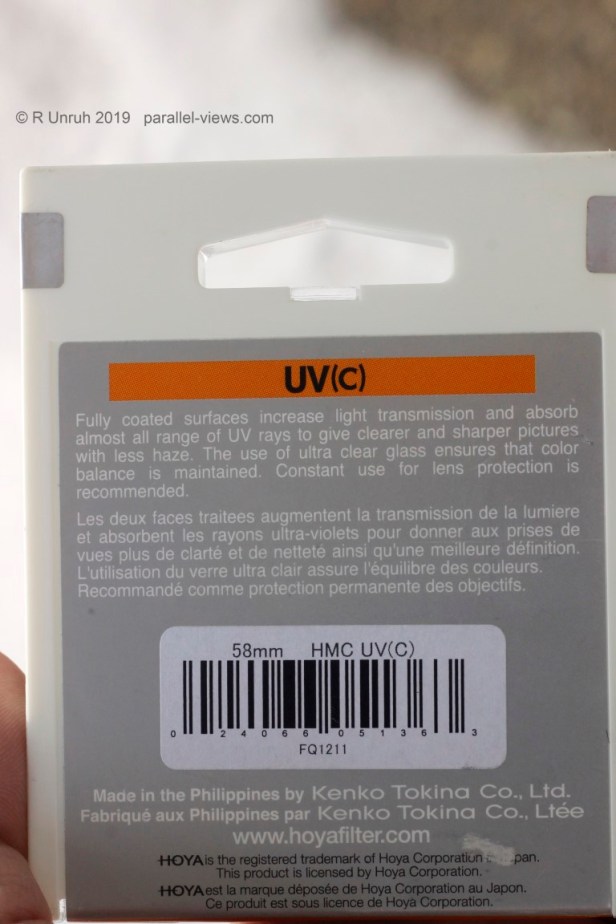 © R Unruh 2019 parallel-views.com
UV(C)
Fully coated surfaces increase light transmission and absorb
almost all range of UV rays to give clearer and sharper pictures
with less haze. The use of ultra clear glass ensures that color
balance is maintained. Constant use for lens protection is
recommended.
Les deux faces traitees augmentent la transmission de la lumiere
et absorbent les rayons ultra-violets pour donner aux prises de
vues plus de clarté et de netteté ainsi qu'une meilleure définition.
L'utilisation du verre ultra clair assure l'équilibre des couleurs.
Recommandé comme protection permanente des objectifs.
58mm HMC UV(C)
0 24066 05136 3
FQ1211
Made in the Philippines by Kenko Tokina Co., Ltd.
Fabriqué aux Philippines par Kenko Tokina Co., Ltée
www.hoyafilter.com
HOYA is the registered trademark of Hoya Corporation
This product is licensed by Hoya Corporation.
HOYA est la marque déposée de Hoya Corporation au Japon.
Ce produit est sous licence de Hoya Corporation.